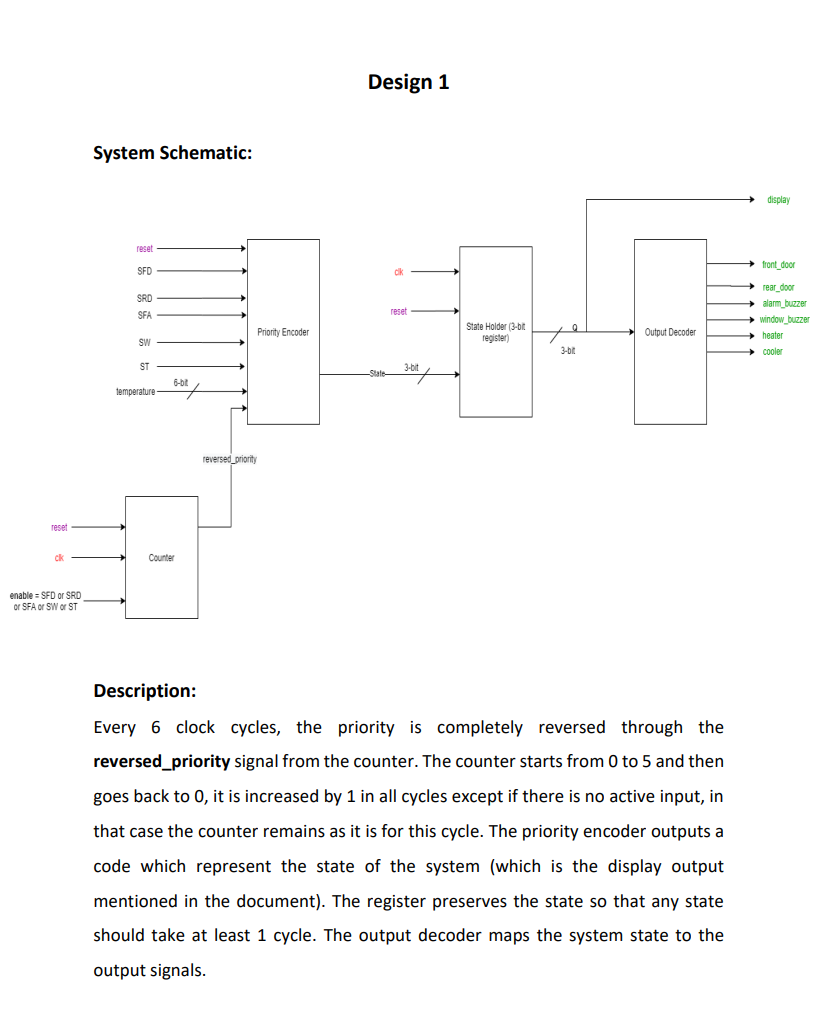 Design 1
System Schematic:
display
reset
SFD
SRD
SFA
SW
ST
6-bit
temperature
Priority Encoder
reversed_priority
clk
reset
State
3-bit
State Holder (3-bit
register)
Q
3-bit
Output Decoder
front_door
rear_door
alarm_buzzer
window_buzzer
heater
cooler
reset
clk
enable = SFD or SRD
or SFA or SW or ST
Counter
Description:
Every 6 clock cycles, the priority is completely reversed through the
reversed_priority signal from the counter. The counter starts from 0 to 5 and then
goes back to 0, it is increased by 1 in all cycles except if there is no active input, in
that case the counter remains as it is for this cycle. The priority encoder outputs a
code which represent the state of the system (which is the display output
mentioned in the document). The register preserves the state so that any state
should take at least 1 cycle. The output decoder maps the system state to the
output signals.